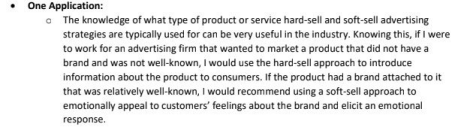 • One Application:
o The knowledge of what type of product or service hard-sell and soft-sell advertising
strategies are typically used for can be very useful in the industry. Knowing this, if I were
to work for an advertising firm that wanted to market a product that did not have a
brand and was not well-known, I would use the hard-sell approach to introduce
information about the product to consumers. If the product had a brand attached to it
that was relatively well-known, I would recommend using a soft-sell approach to
emotionally appeal to customers' feelings about the brand and elicit an emotional
response.